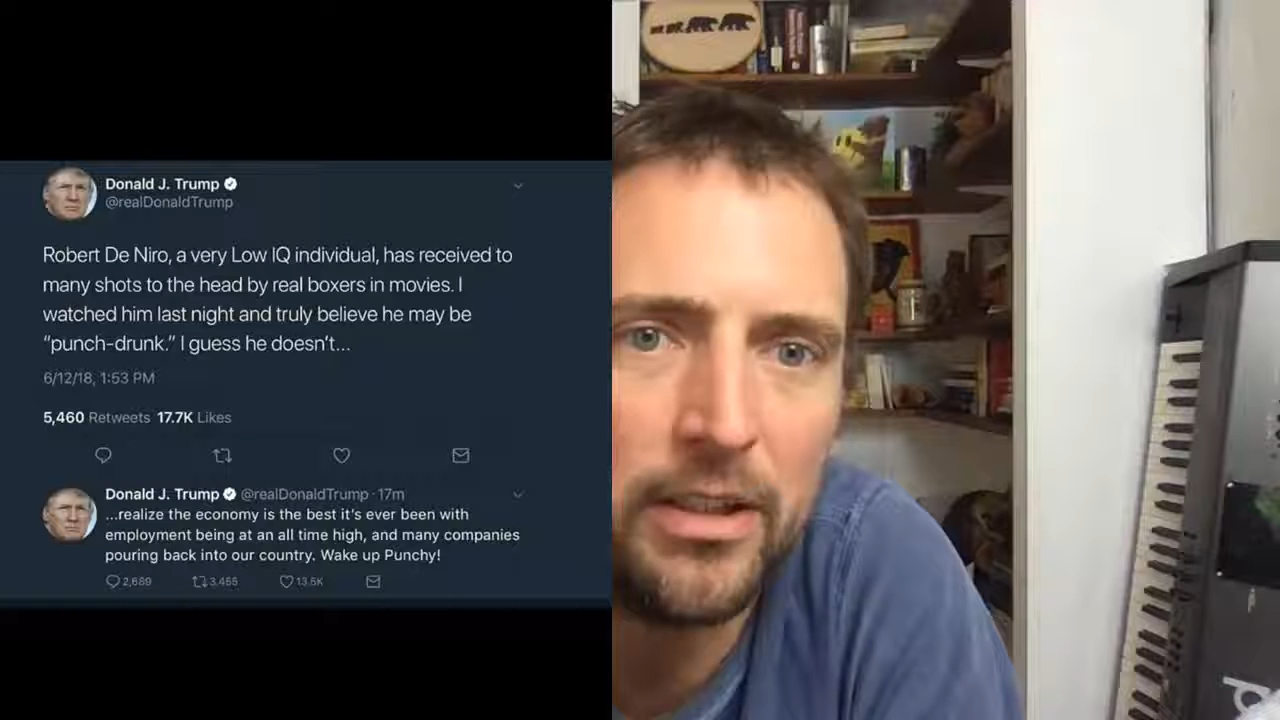 Donald J. Trump
@realDonaldTrump
Robert De Niro, a very Low IQ individual, has received to
many shots to the head by real boxers in movies. I
watched him last night and truly believe he may be
“punch-drunk.” I guess he doesn’t...
6/12/18, 1:53 PM
5,460 Retweets 17.7K Likes
Donald J. Trump @realDonaldTrump · 17m
...realize the economy is the best it's ever been with
employment being at an all time high, and many companies
pouring back into our country. Wake up Punchy!
2,689 3,455 13.5K